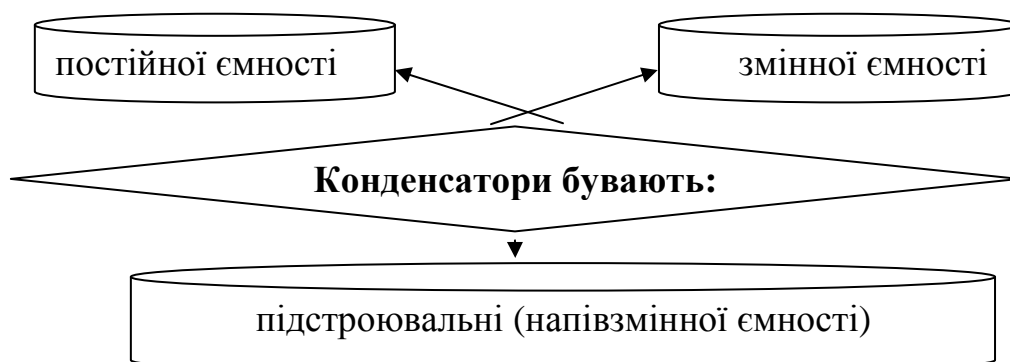 постійної ємності
змінної ємності
Конденсатори бувають:
підстроювальні (напівзмінної ємності)